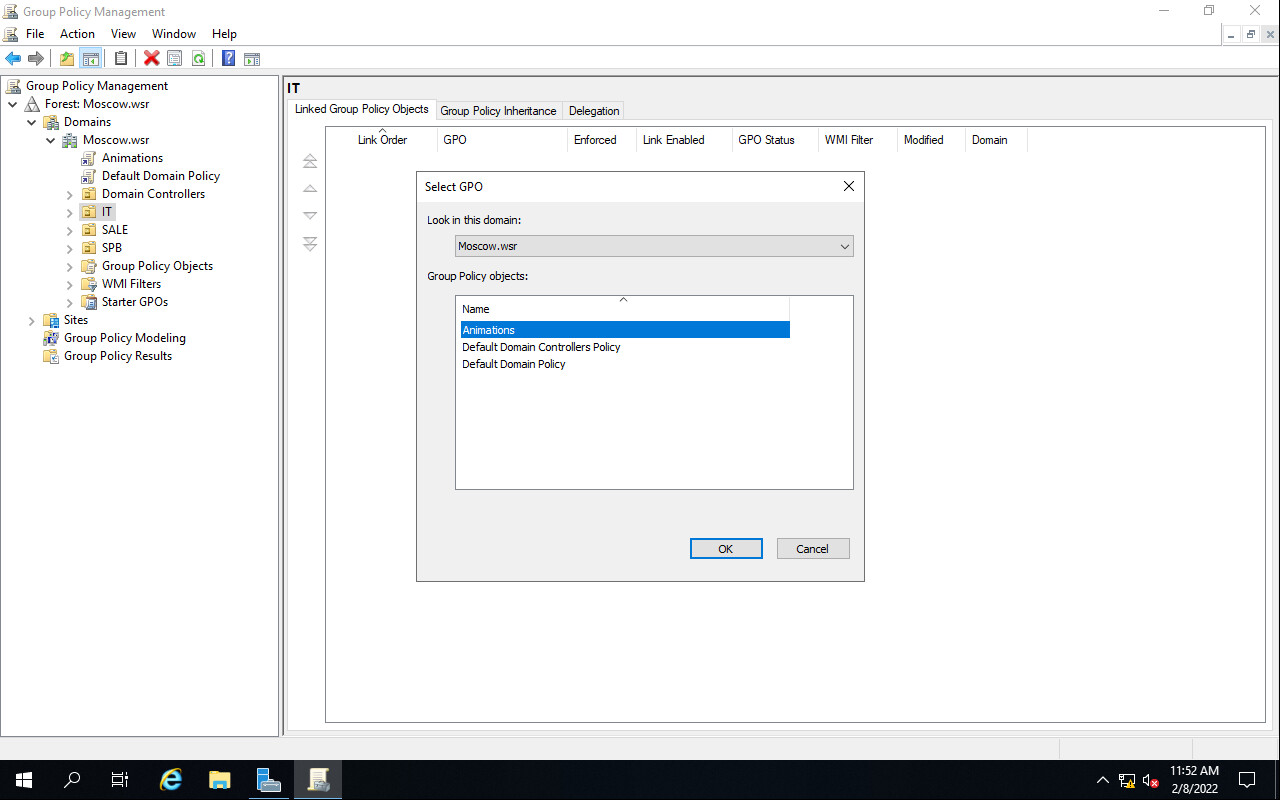 Group Policy Management
File Action View Window Help
Group Policy Management
Forest: Moscow.wsr
Domains
Moscow.wsr
Animations
Default Domain Policy
Domain Controllers
IT
SALE
SPB
Group Policy Objects
WMI Filters
Starter GPOs
Sites
Group Policy Modeling
Group Policy Results
IT
Linked Group Policy Objects Group Policy Inheritance Delegation
Link Order GPO Enforced Link Enabled GPO Status WMI Filter Modified Domain
Select GPO
Look in this domain:
Moscow.wsr
Group Policy objects:
Name
Animations
Default Domain Controllers Policy
Default Domain Policy
OK Cancel
11:52 AM
2/8/2022